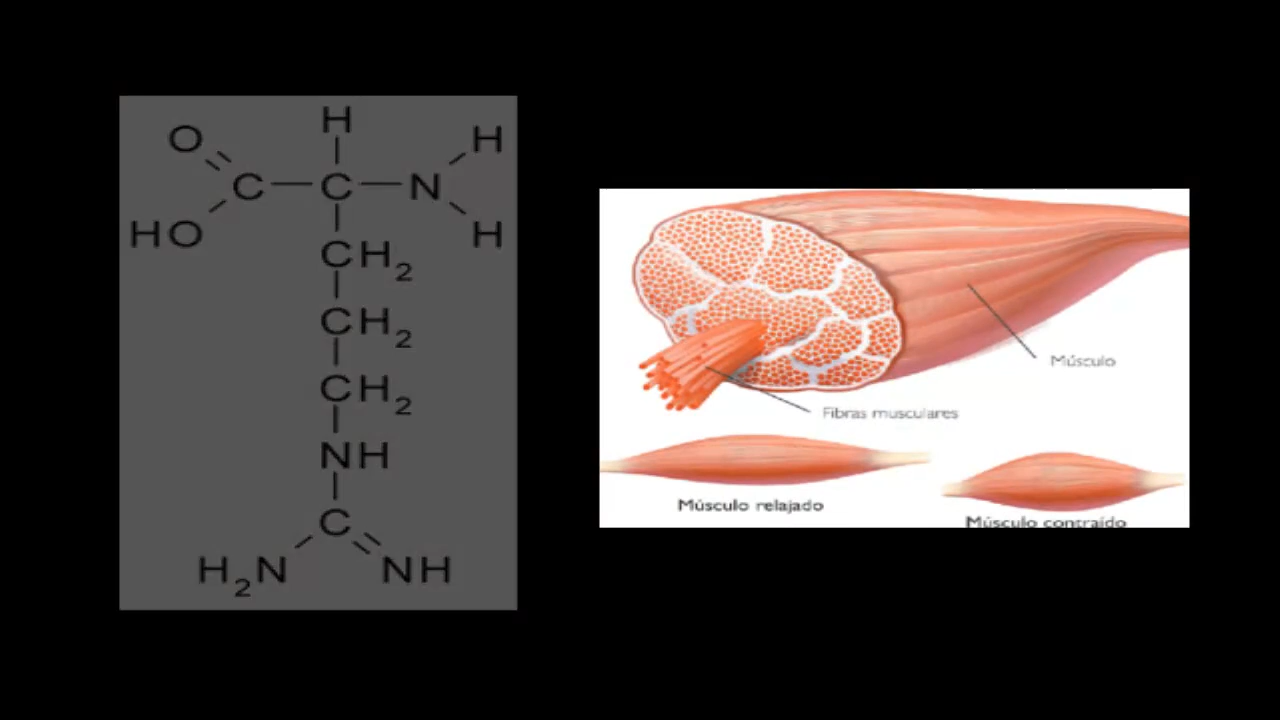 H
O H
C C N
HO H
CH2
CH2
CH2
NH
C
H2N NH
Músculo
Fibras musculares
Músculo relajado
Músculo contraído